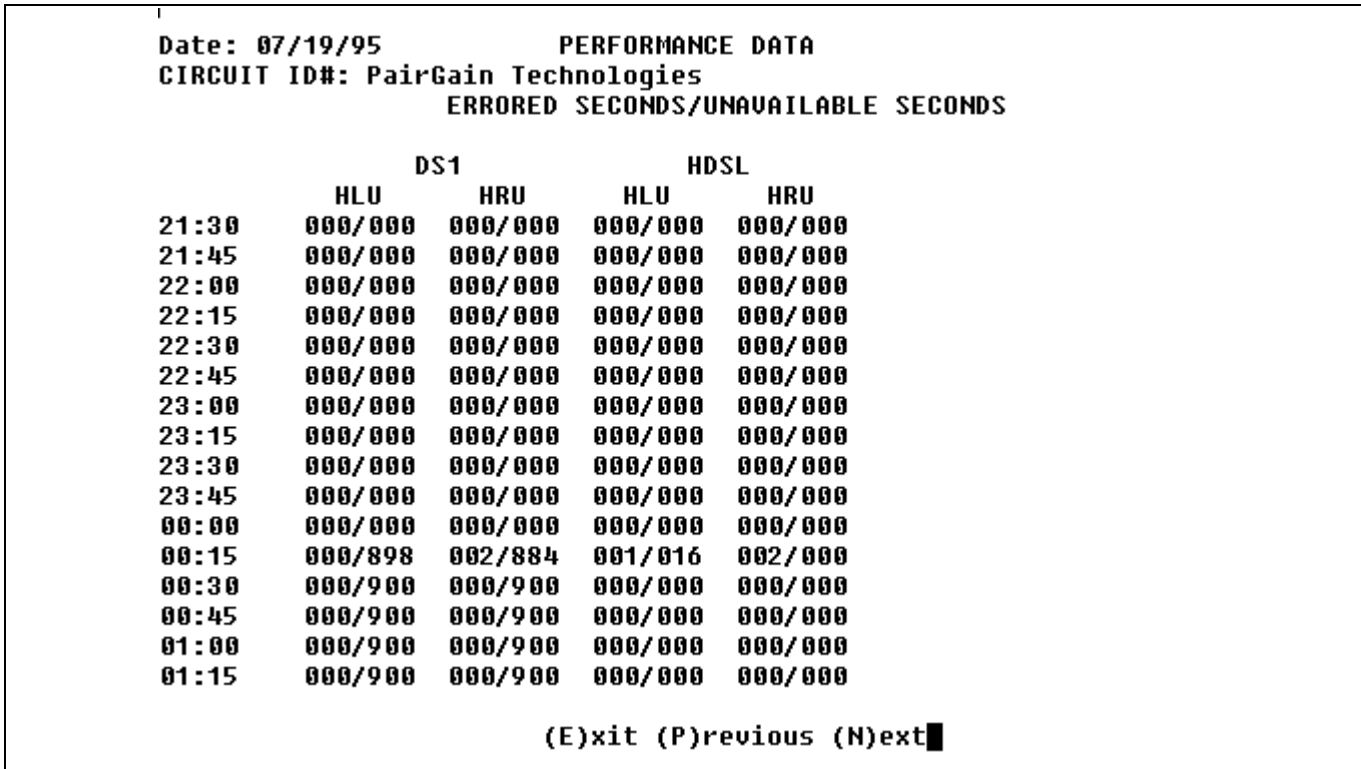 Date: 07/19/95 PERFORMANCE DATA
CIRCUIT ID#: PairGain Technologies
ERRORED SECONDS/UNAVAILABLE SECONDS
DS1 HDSL
HLU HRU HLU HRU
21:30 000/000 000/000 000/000 000/000
21:45 000/000 000/000 000/000 000/000
22:00 000/000 000/000 000/000 000/000
22:15 000/000 000/000 000/000 000/000
22:30 000/000 000/000 000/000 000/000
22:45 000/000 000/000 000/000 000/000
23:00 000/000 000/000 000/000 000/000
23:15 000/000 000/000 000/000 000/000
23:30 000/000 000/000 000/000 000/000
23:45 000/000 000/000 000/000 000/000
00:00 000/000 000/000 000/000 000/000
00:15 000/898 002/884 001/016 002/000
00:30 000/900 000/900 000/000 000/000
00:45 000/900 000/900 000/000 000/000
01:00 000/900 000/900 000/000 000/000
01:15 000/900 000/900 000/000 000/000
(E)xit (P)revious (N)ext